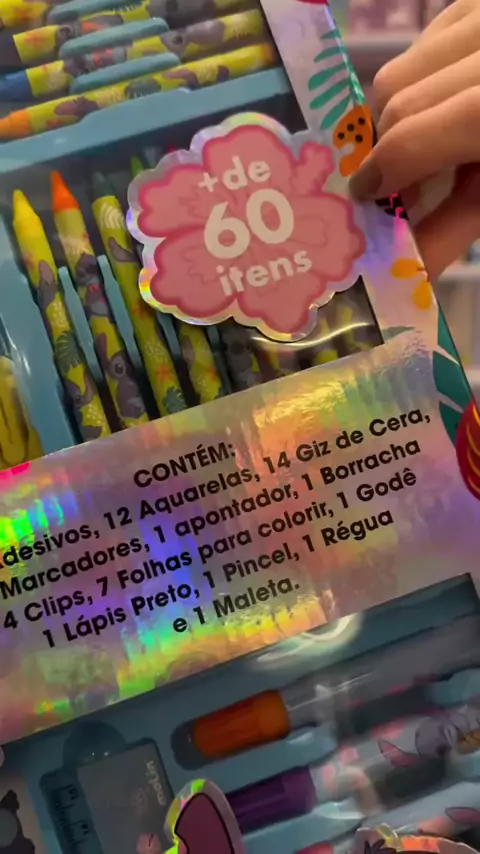 +de
60
itens
CONTÉM:
desivos, 12 Aquarelas, 14 Giz de Cera,
Marcadores, 1 apontador, 1 Borracha
4 Clips, 7 Folhas para colorir, 1 Godê
1 Lápis Preto, 1 Pincel, 1 Régua
e 1 Maleta.
molin